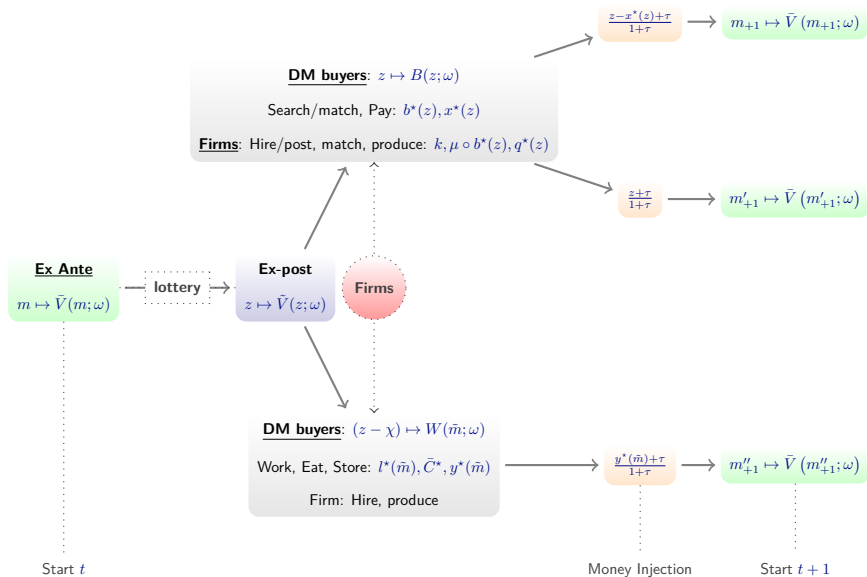 DM buyers: z ↦ B(z; ω)
Search/match, Pay: b⋆(z), x⋆(z)
Firms: Hire/post, match, produce: k, μ ∘ b⋆(z), q⋆(z)
(z−x⋆(z)+τ)/(1+τ)
m₊₁ ↦ V̄ (m₊₁; ω)
(z+τ)/(1+τ)
m′₊₁ ↦ V̄ (m′₊₁; ω)
Ex Ante
m ↦ V̄(m; ω)
lottery
Ex-post
z ↦ Ṽ(z; ω)
Firms
DM buyers: (z − χ) ↦ W(m̃; ω)
Work, Eat, Store: l⋆(m̃), C̄⋆, y⋆(m̃)
Firm: Hire, produce
(y⋆(m̃)+τ)/(1+τ)
m″₊₁ ↦ V̄ (m″₊₁; ω)
Start t
Money Injection
Start t + 1